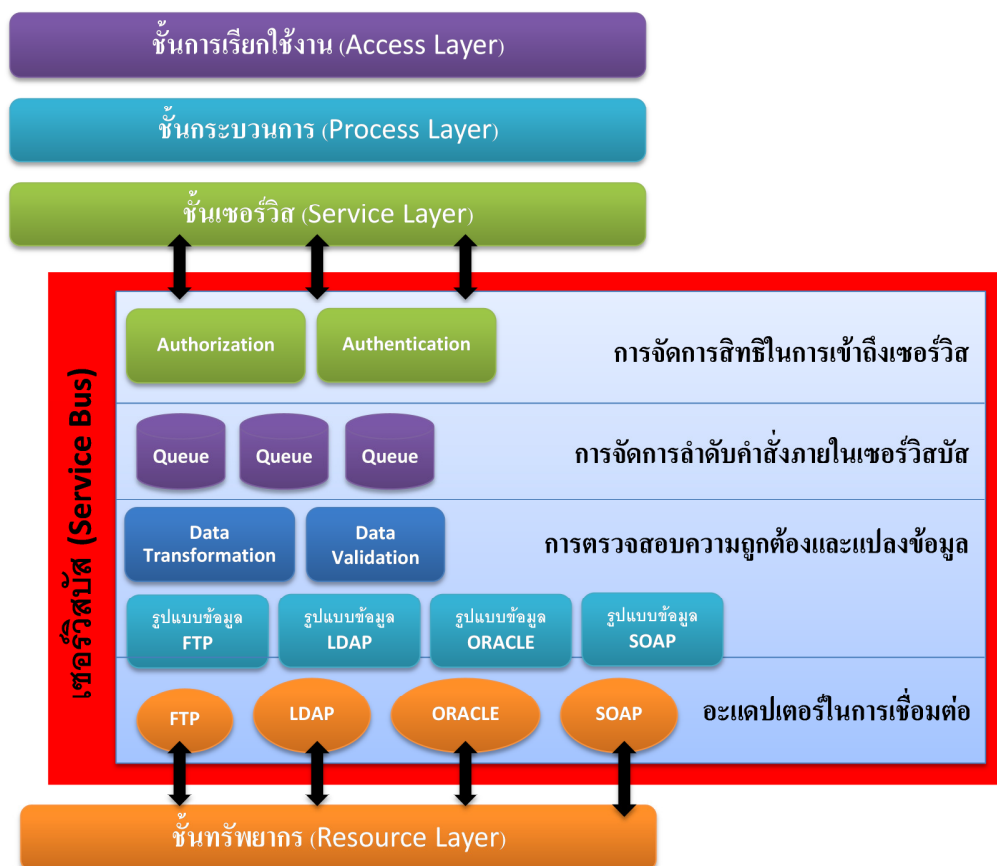 ชั้นการเรียกใช้งาน (Access Layer)
ชั้นกระบวนการ (Process Layer)
ชั้นเซอร์วิส (Service Layer)
เซอร์วิสบัส (Service Bus)
Authorization
Authentication
การจัดการสิทธิในการเข้าถึงเซอร์วิส
Queue
Queue
Queue
การจัดการลำดับคำสั่งภายในเซอร์วิสบัส
Data
Transformation
Data
Validation
การตรวจสอบความถูกต้องและแปลงข้อมูล
รูปแบบข้อมูล
FTP
รูปแบบข้อมูล
LDAP
รูปแบบข้อมูล
ORACLE
รูปแบบข้อมูล
SOAP
FTP
LDAP
ORACLE
SOAP
อะแดปเตอร์ในการเชื่อมต่อ
ชั้นทรัพยากร (Resource Layer)